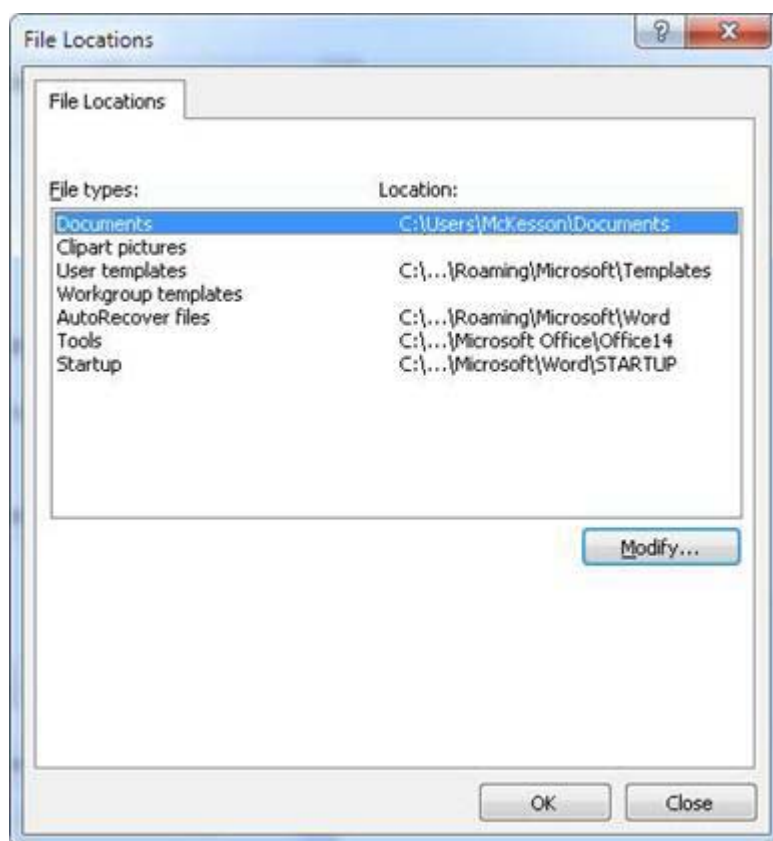 File Locations
File Locations
File types: Location:
Documents C:\Users\McKesson\Documents
Clipart pictures
User templates C:\...\Roaming\Microsoft\Templates
Workgroup templates
AutoRecover files C:\...\Roaming\Microsoft\Word
Tools C:\...\Microsoft Office\Office14
Startup C:\...\Microsoft\Word\STARTUP
Modify...
OK Close